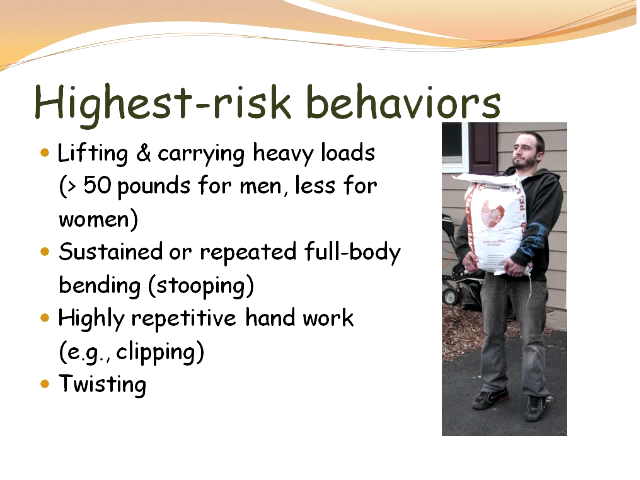 Highest-risk behaviors
Lifting & carrying heavy loads
(> 50 pounds for men, less for
women)
Sustained or repeated full-body
bending (stooping)
Highly repetitive hand work
(e.g., clipping)
Twisting